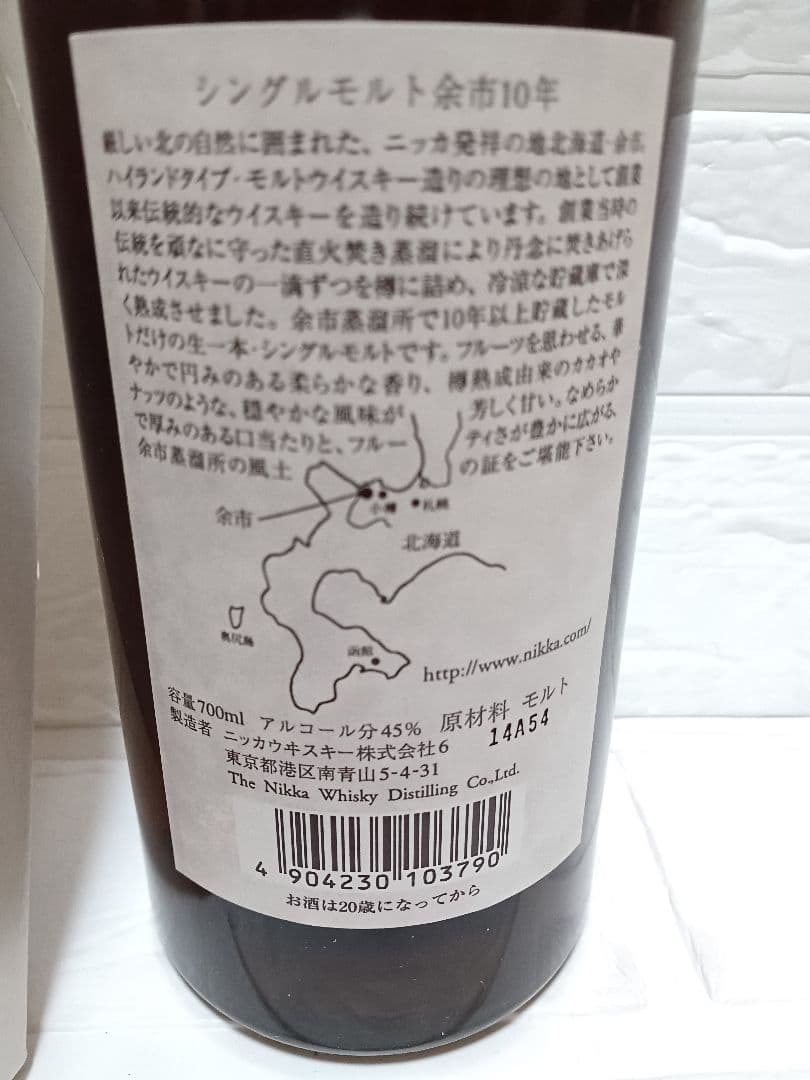 シングルモルト余市10年
厳しい北の自然に囲まれた、ニッカ発祥の地北海道・余市。
ハイランドタイプ・モルトウイスキー造りの理想の地として創業
以来伝統的なウイスキーを造り続けています。創業当時の
伝統を頑なに守った直火焚き蒸溜により丹念に焚きあげら
れたウイスキーの一滴ずつを樽に詰め、冷涼な貯蔵庫で深
く熟成させました。余市蒸溜所で10年以上貯蔵したモル
トだけの生一本・シングルモルトです。フルーツを思わせる、華
やかで円みのある柔らかな香り、樽熟成由来のカカオや
ナッツのような、穏やかな風味が 芳しく甘い。なめらか
で厚みのある口当たりと、フルー ティさが豊かに広がる、
余市蒸溜所の風土 の証をご堪能下さい。
余市
小樽
札幌
北海道
奥尻島
函館
http://www.nikka.com/
容量700ml アルコール分45% 原材料 モルト
製造者 ニッカウヰスキー株式会社6 14A54
東京都港区南青山5-4-31
The Nikka Whisky Distilling Co.,Ltd.
4 904230 103790
お酒は20歳になってから